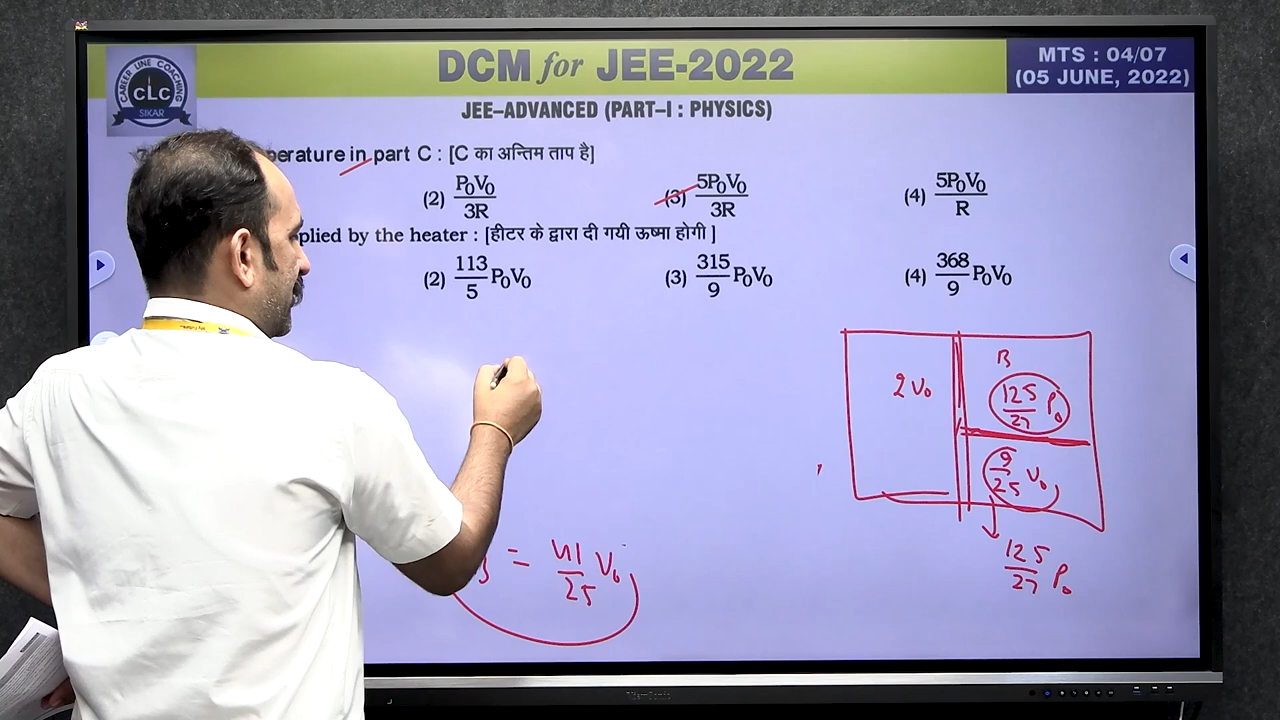 DCM for JEE-2022
MTS : 04/07
(05 JUNE, 2022)
CAREER LINE COACHING
CLC
SIKAR
JEE–ADVANCED (PART–I : PHYSICS)
perature in part C : [C का अन्तिम ताप है]
(2) P₀V₀/3R (3) 5P₀V₀/3R (4) 5P₀V₀/R
plied by the heater : [हीटर के द्वारा दी गयी ऊष्मा होगी ]
(2) 113/5 P₀V₀ (3) 315/9 P₀V₀ (4) 368/9 P₀V₀
B
2V₀ 125/27 P₀
9/25 V₀
125/27 P₀
= 41/25 V₀